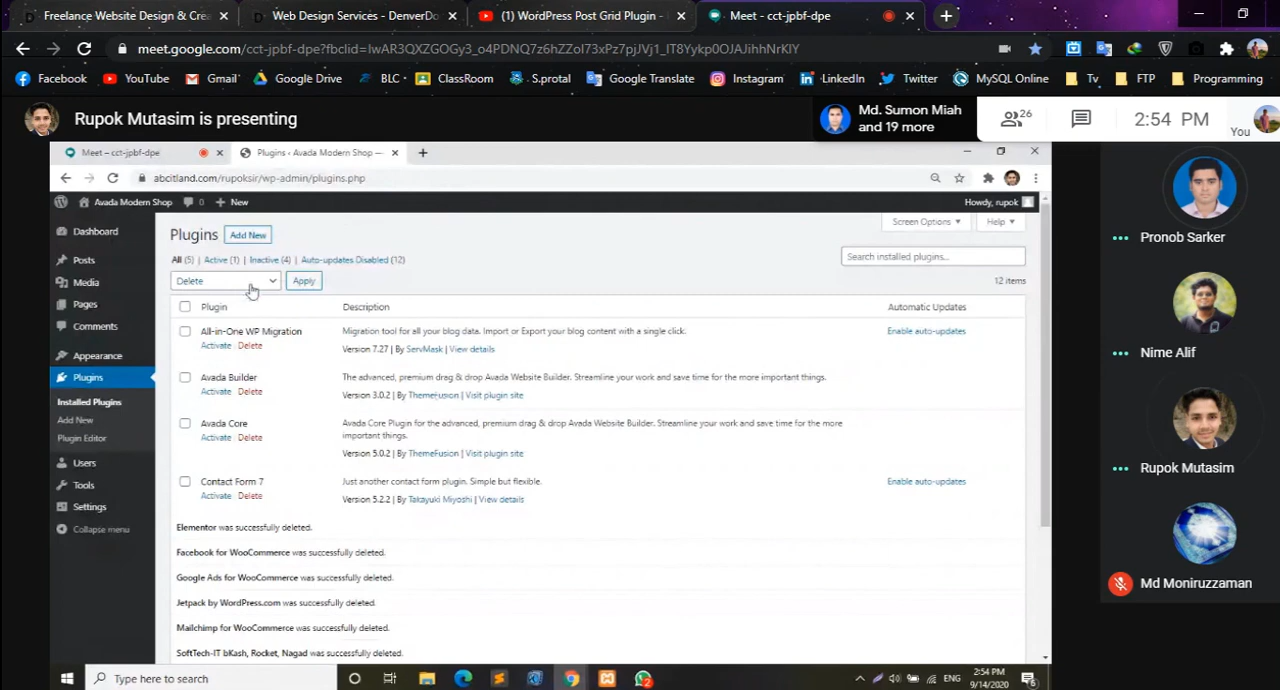 Freelance Website Design & Crea
Web Design Services - DenverDo
(1) WordPress Post Grid Plugin -
Meet - cct-jpbf-dpe
meet.google.com/cct-jpbf-dpe?fbclid=IwAR3QXZGOGy3_o4PDNQ7z6hZZoI73xPz7pjJVj1_IT8Yykp0OJAJihhNrKlY
Facebook
YouTube
Gmail
Google Drive
BLC
ClassRoom
S.protal
Google Translate
Instagram
LinkedIn
Twitter
MySQL Online
Tv
FTP
Programming
Rupok Mutasim is presenting
Md. Sumon Miah
and 19 more
26
2:54 PM
You
Meet – cct-jpbf-dpe
Plugins ‹ Avada Modern Shop —
abcitland.com/rupoksir/wp-admin/plugins.php
Avada Modern Shop
0
New
Howdy, rupok
Dashboard
Posts
Media
Pages
Comments
Appearance
Plugins
Installed Plugins
Add New
Plugin Editor
Users
Tools
Settings
Collapse menu
Screen Options
Help
Plugins
Add New
All (5) | Active (1) | Inactive (4) | Auto-updates Disabled (12)
Search installed plugins...
Delete
Apply
12 items
Plugin
Description
Automatic Updates
All-in-One WP Migration
Migration tool for all your blog data. Import or Export your blog content with a single click.
Enable auto-updates
Activate | Delete
Version 7.27 | By ServMask | View details
Avada Builder
The advanced, premium drag & drop Avada Website Builder. Streamline your work and save time for the more important things.
Activate | Delete
Version 3.0.2 | By ThemeFusion | Visit plugin site
Avada Core
Avada Core Plugin for the advanced, premium drag & drop Avada Website Builder. Streamline your work and save time for the more
important things.
Activate | Delete
Version 5.0.2 | By ThemeFusion | Visit plugin site
Contact Form 7
Just another contact form plugin. Simple but flexible.
Enable auto-updates
Activate | Delete
Version 5.2.2 | By Takayuki Miyoshi | View details
Elementor was successfully deleted.
Facebook for WooCommerce was successfully deleted.
Google Ads for WooCommerce was successfully deleted.
Jetpack by WordPress.com was successfully deleted.
Mailchimp for WooCommerce was successfully deleted.
SoftTech-IT bKash, Rocket, Nagad was successfully deleted.
Pronob Sarker
Nime Alif
Rupok Mutasim
Md Moniruzzaman
Type here to search
2
ENG
2:54 PM
9/14/2020